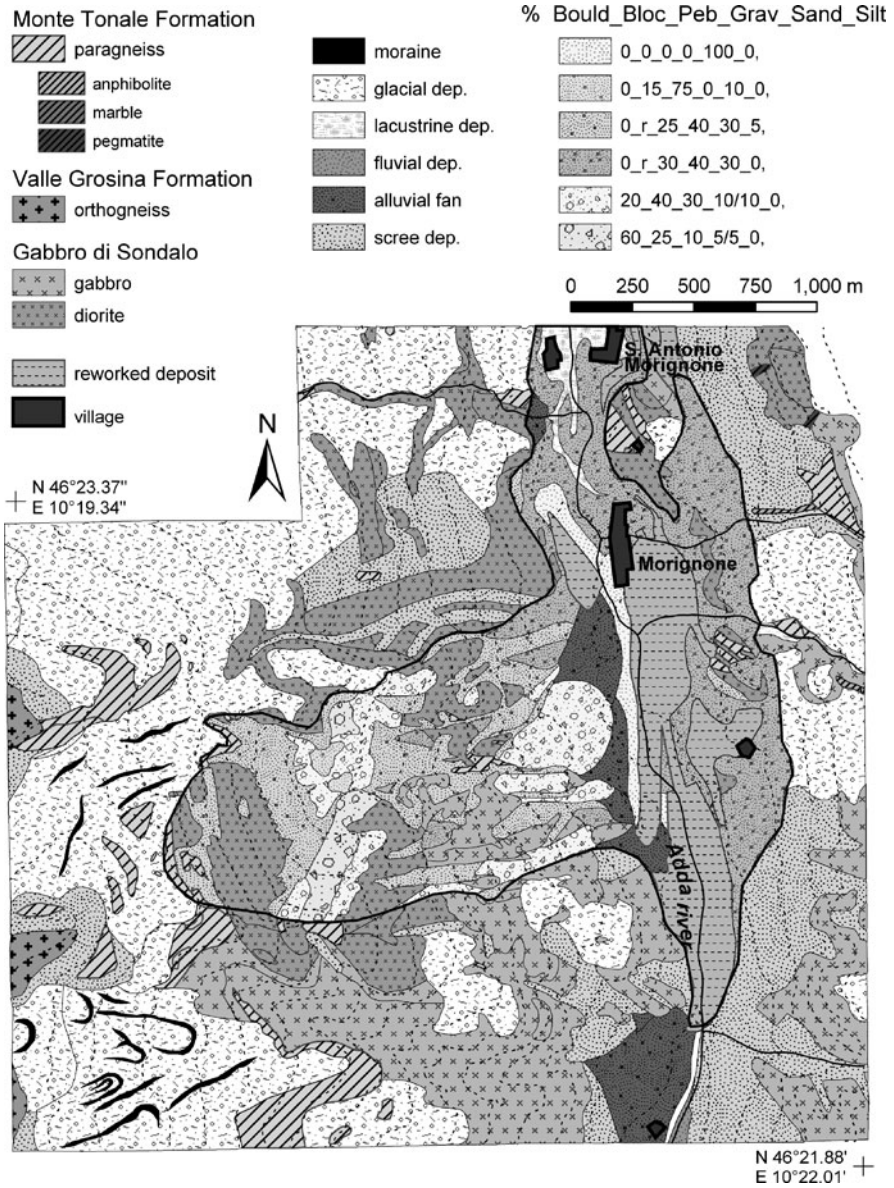 Monte Tonale Formation
paragneiss
anphibolite
marble
pegmatite
Valle Grosina Formation
orthogneiss
Gabbro di Sondalo
gabbro
diorite
reworked deposit
village
moraine
glacial dep.
lacustrine dep.
fluvial dep.
alluvial fan
scree dep.
% Bould_Bloc_Peb_Grav_Sand_Silt
0_0_0_0_100_0,
0_15_75_0_10_0,
0_r_25_40_30_5,
0_r_30_40_30_0,
20_40_30_10/10_0,
60_25_10_5/5_0,
0 250 500 750 1,000 m
N
N 46°23.37"
E 10°19.34"
S. Antonio
Morignone
Morignone
Adda river
N 46°21.88'
E 10°22.01'